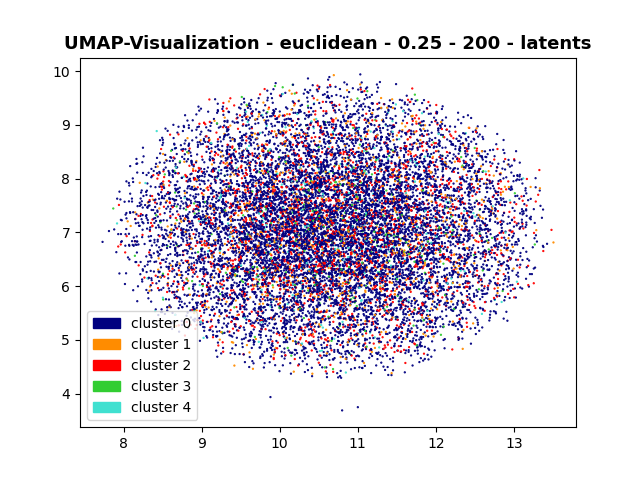 UMAP-Visualization - euclidean - 0.25 - 200 - latents
10
9
8
7
6
5
4
cluster 0
cluster 1
cluster 2
cluster 3
cluster 4
8 9 10 11 12 13